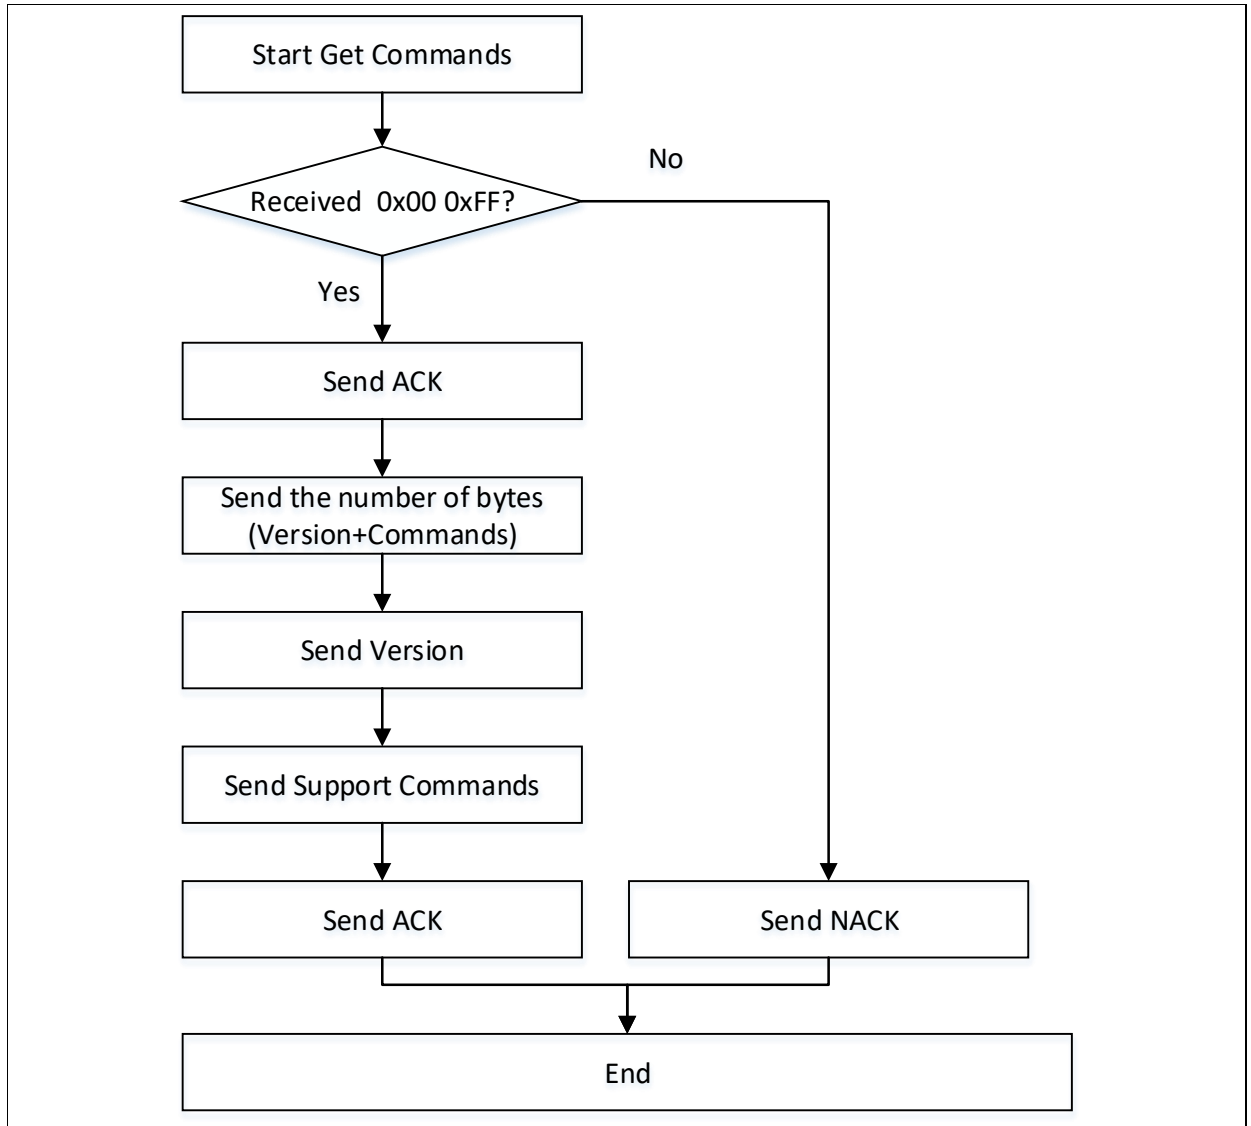 Start Get Commands
No
Received 0x00 0xFF?
Yes
Send ACK
Send the number of bytes
(Version+Commands)
Send Version
Send Support Commands
Send ACK
Send NACK
End